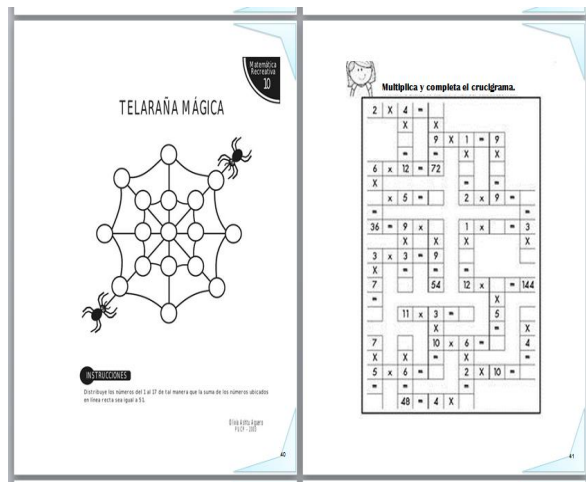 Matemática
Recreativa
10
TELARAÑA MÁGICA
INSTRUCCIONES
Distribuye los números del 1 al 17 de tal manera que la suma de los números ubicados
en línea recta sea igual a 51.
40
Multiplica y completa el crucigrama.
2 X 4 =
X X
9 X 1 = 9
= = X X
6 x 12 = 72
X = =
x 5 = 2 x 9 =
= =
36 = 9 x 1 x = 3
X X X X
3 x 3 = 9
X = = =
7 54 12 x = 144
= X
11 x 3 = 5
X = X
7 10 x 6 = 4
X X = X =
5 x 6 = 2 X 10 =
= = =
48 = 4 X
41